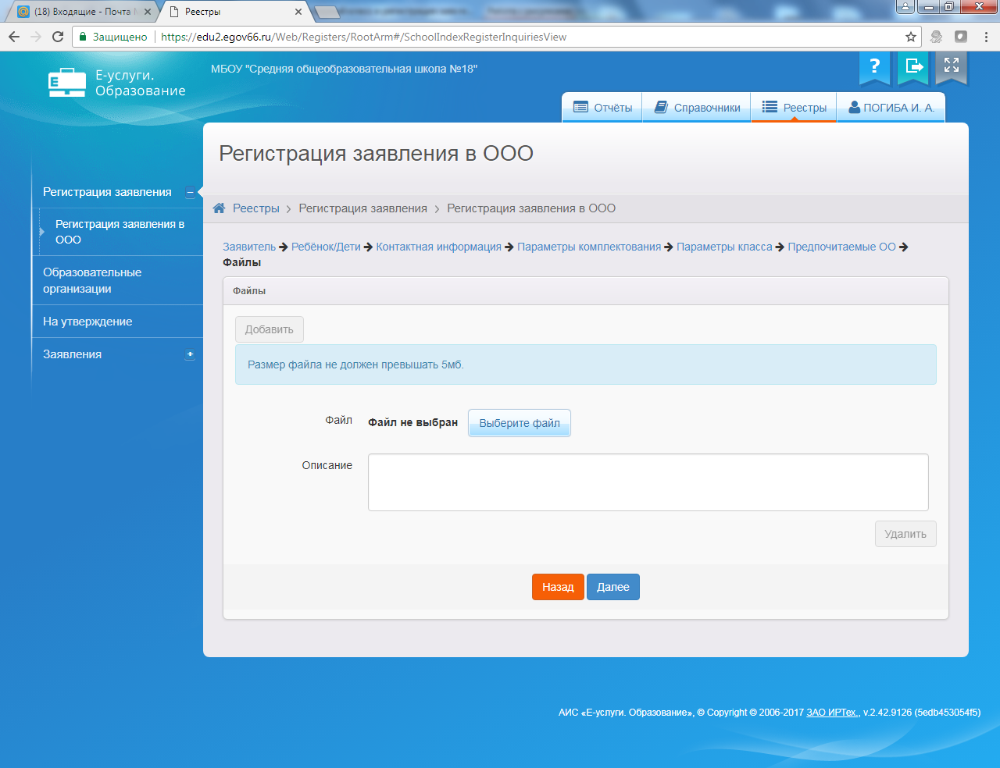 (18) Входящие - Почта
Реестры
Защищено
https://edu2.egov66.ru/Web/Registers/RootArm#/SchoolIndexRegisterInquiriesView
Е-услуги.
Образование
Е
МБОУ "Средняя общеобразовательная школа №18"
?
Отчёты
Справочники
Реестры
ПОГИБА И. А.
Регистрация заявления в ООО
Регистрация заявления
Регистрация заявления в
ООО
Образовательные
организации
На утверждение
Заявления
Реестры > Регистрация заявления > Регистрация заявления в ООО
Заявитель → Ребёнок/Дети → Контактная информация → Параметры комплектования → Параметры класса → Предпочитаемые ОО →
Файлы
Файлы
Добавить
Размер файла не должен превышать 5мб.
Файл
Файл не выбран
Выберите файл
Описание
Удалить
Назад
Далее
АИС «Е-услуги. Образование», © Copyright © 2006-2017 ЗАО ИРТех., v.2.42.9126 (5edb453054f5)